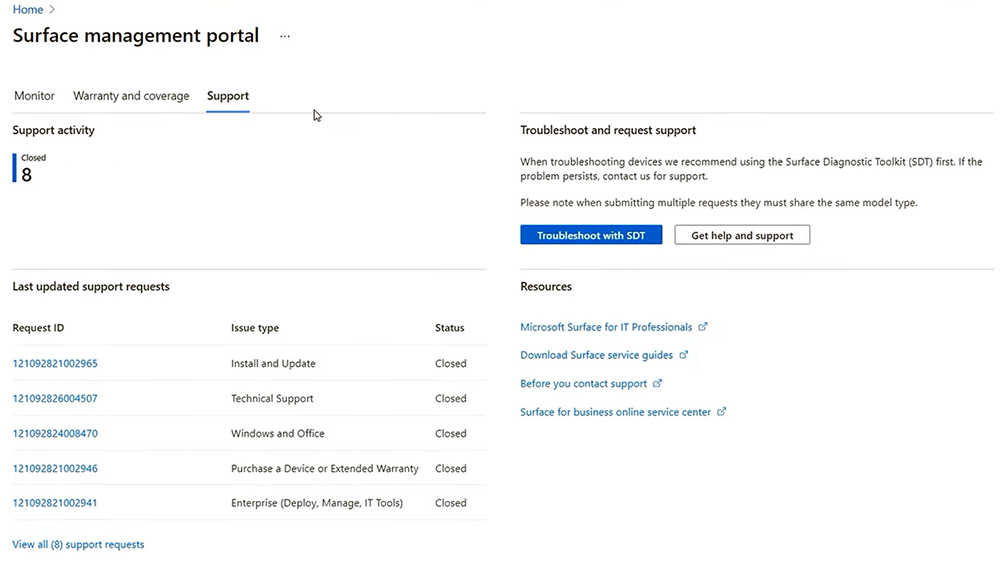 Home >
Surface management portal ...
Monitor Warranty and coverage Support
Support activity
Closed
8
Troubleshoot and request support
When troubleshooting devices we recommend using the Surface Diagnostic Toolkit (SDT) first. If the
problem persists, contact us for support.
Please note when submitting multiple requests they must share the same model type.
Troubleshoot with SDT Get help and support
Last updated support requests
Request ID Issue type Status
121092821002965 Install and Update Closed
121092826004507 Technical Support Closed
121092824008470 Windows and Office Closed
121092821002946 Purchase a Device or Extended Warranty Closed
121092821002941 Enterprise (Deploy, Manage, IT Tools) Closed
View all (8) support requests
Resources
Microsoft Surface for IT Professionals
Download Surface service guides
Before you contact support
Surface for business online service center